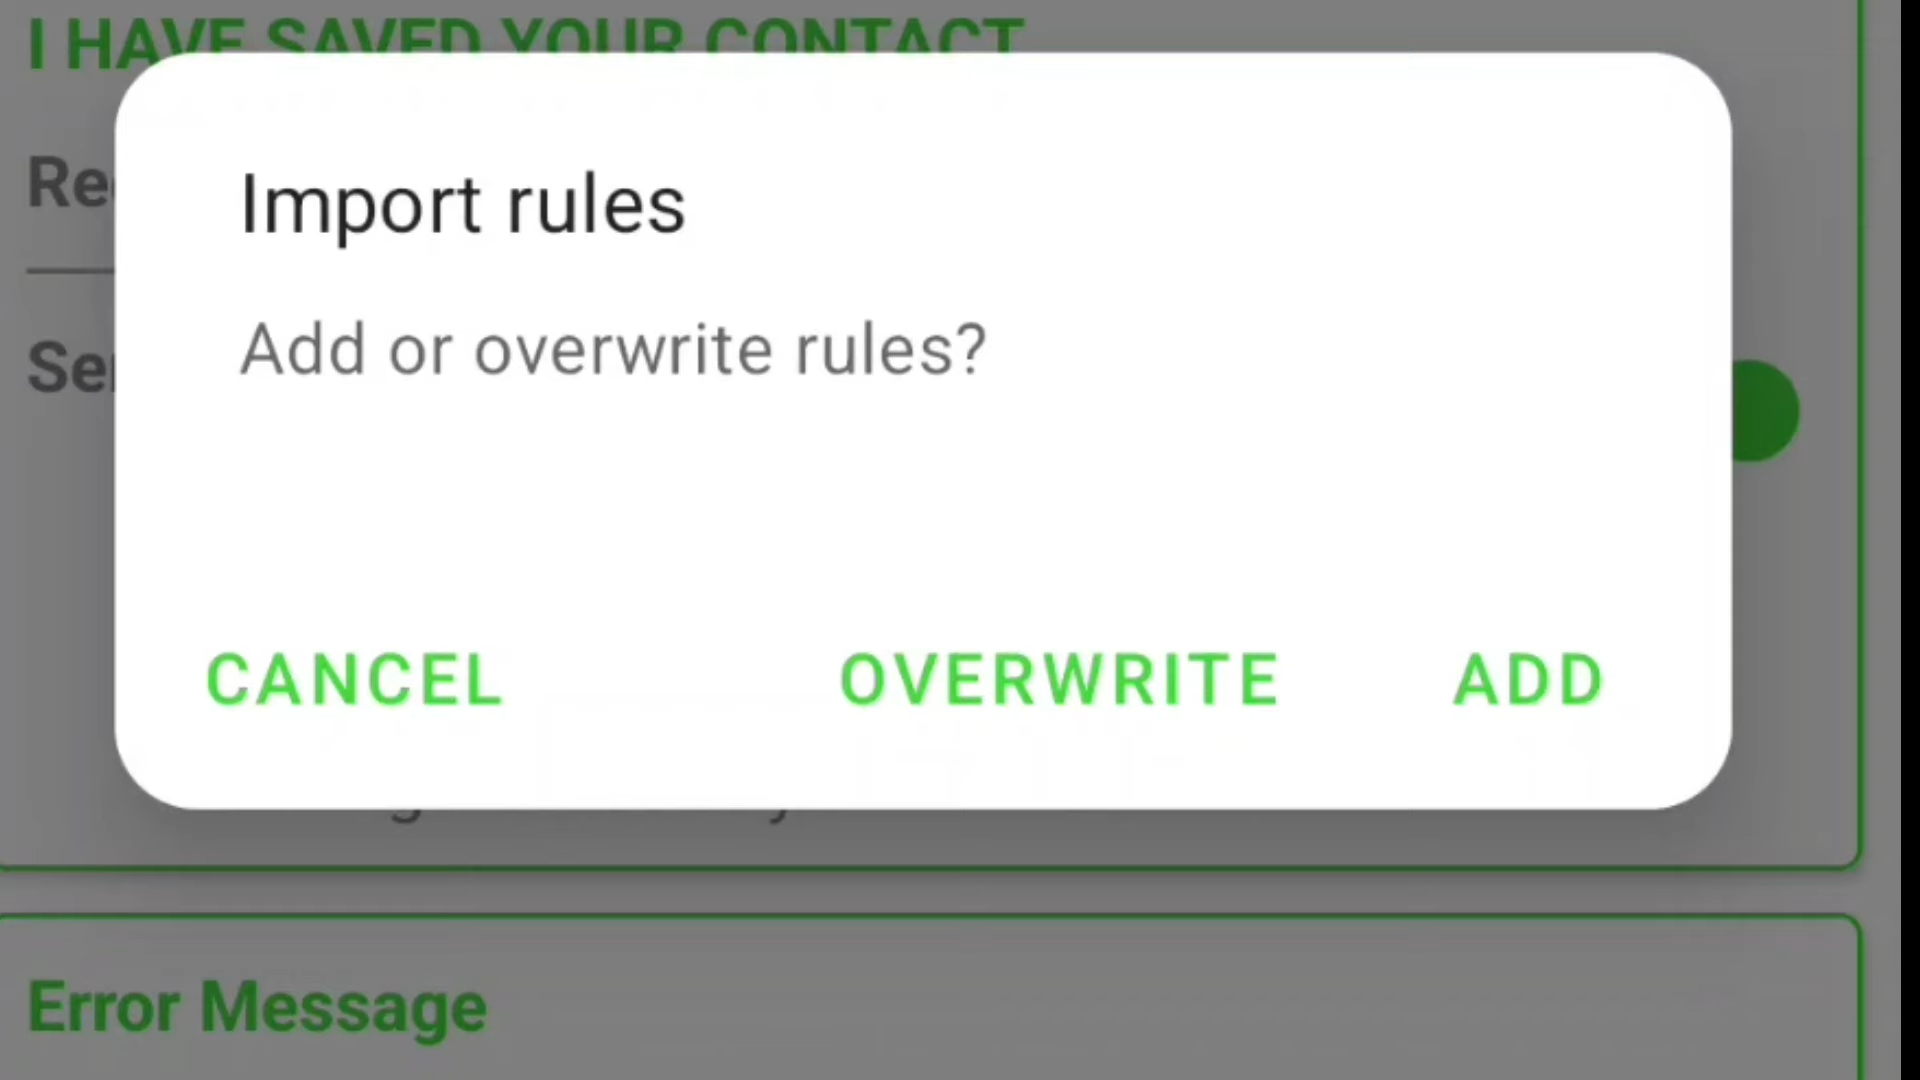 I HAVE SAVED YOUR CONTACT
Import rules
Add or overwrite rules?
CANCEL OVERWRITE ADD
Error Message